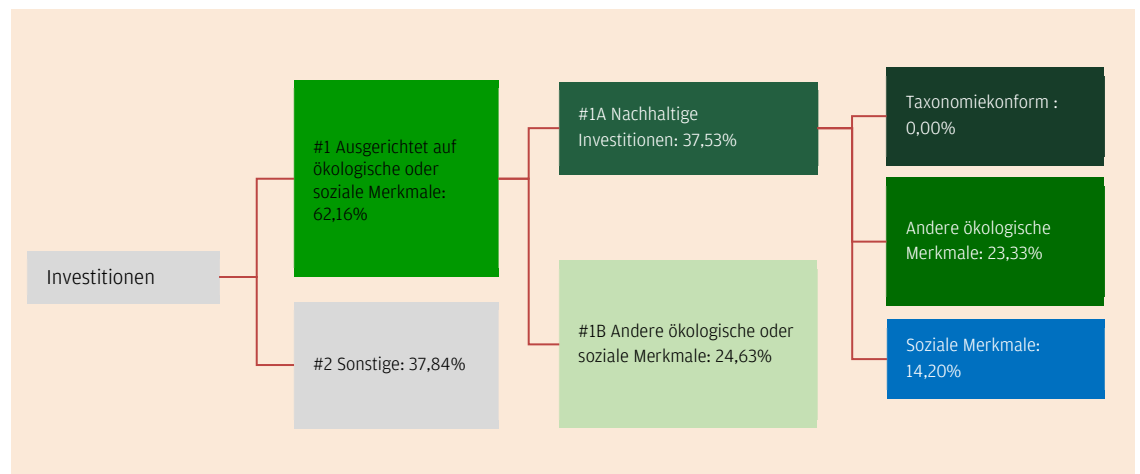 Investitionen
#1 Ausgerichtet auf
ökologische oder
soziale Merkmale:
62,16%
#2 Sonstige: 37,84%
#1A Nachhaltige
Investitionen: 37,53%
#1B Andere ökologische oder
soziale Merkmale: 24,63%
Taxonomiekonform :
0,00%
Andere ökologische
Merkmale: 23,33%
Soziale Merkmale:
14,20%